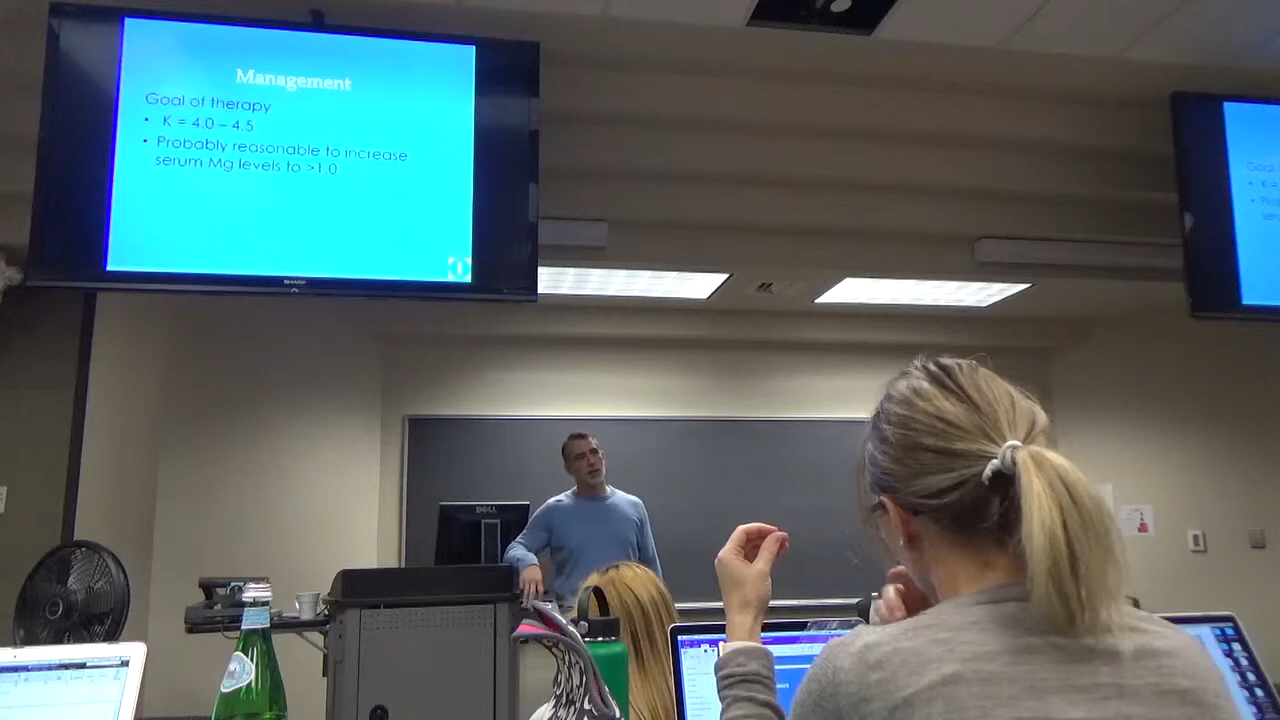 Management
Goal of therapy
• K = 4.0 – 4.5
• Probably reasonable to increase
serum Mg levels to >1.0
SHARP
DELL